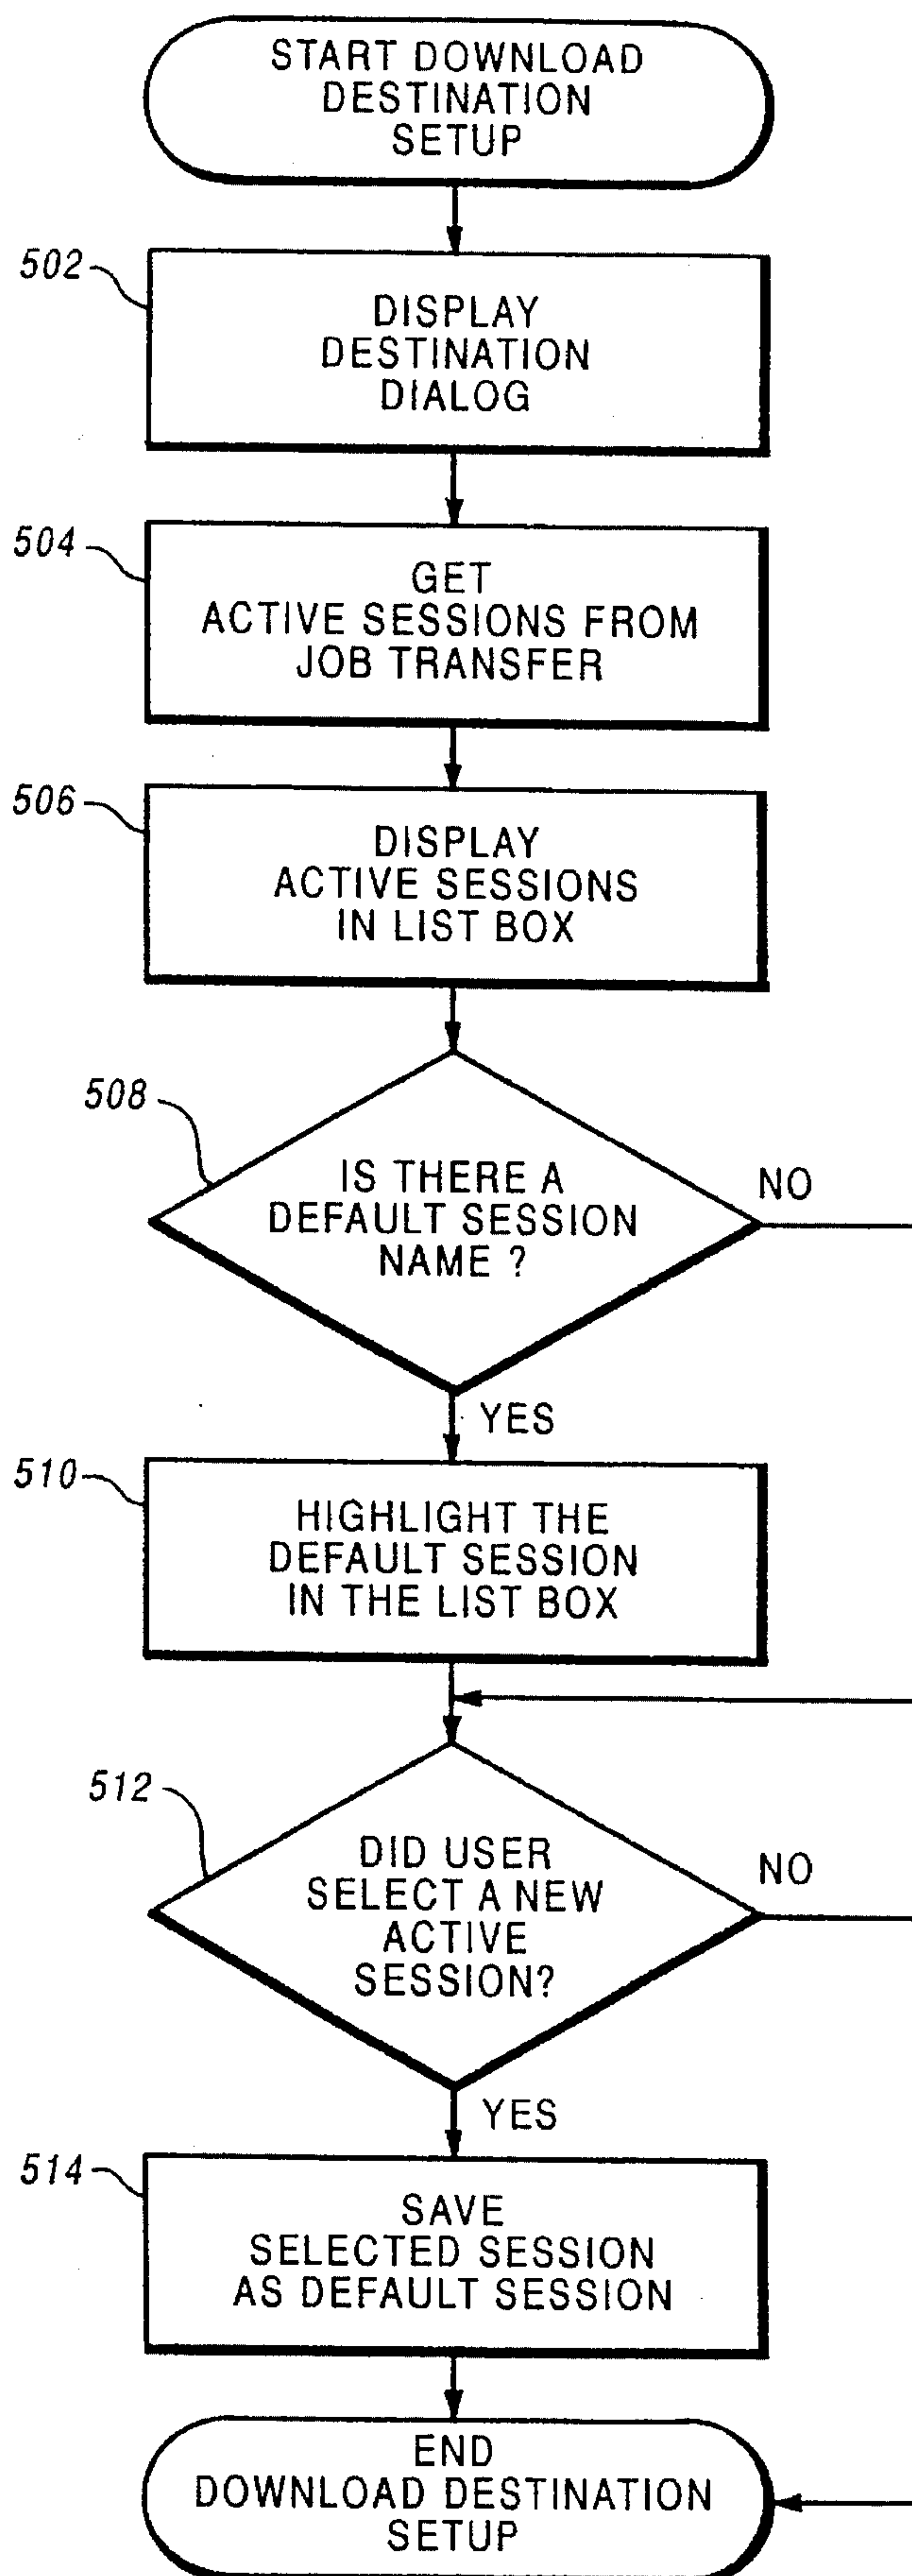 START DOWNLOAD
DESTINATION
SETUP
502
DISPLAY
DESTINATION
DIALOG
504
GET
ACTIVE SESSIONS FROM
JOB TRANSFER
506
DISPLAY
ACTIVE SESSIONS
IN LIST BOX
508
IS THERE A
DEFAULT SESSION
NAME ?
NO
YES
510
HIGHLIGHT THE
DEFAULT SESSION
IN THE LIST BOX
512
DID USER
SELECT A NEW
ACTIVE
SESSION?
NO
YES
514
SAVE
SELECTED SESSION
AS DEFAULT SESSION
END
DOWNLOAD DESTINATION
SETUP